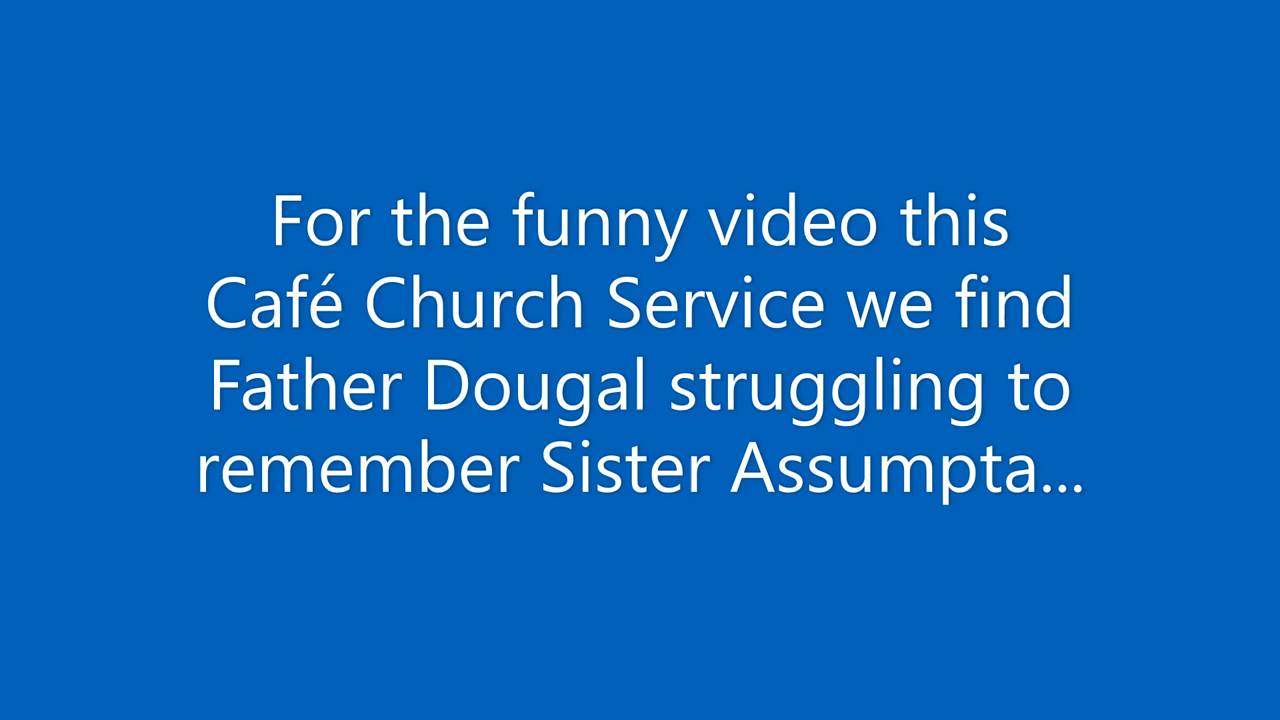 For the funny video this
Café Church Service we find
Father Dougal struggling to
remember Sister Assumpta...